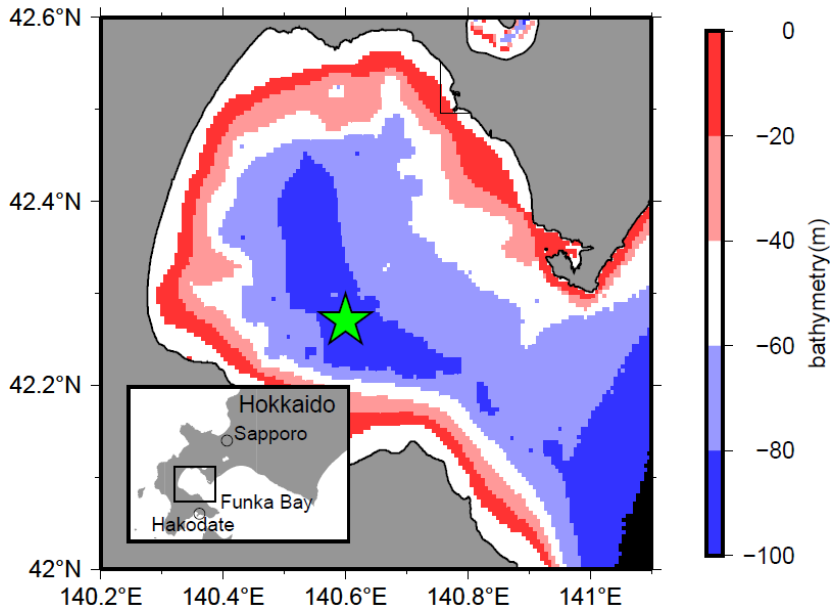 42.6°N
42.4°N
42.2°N
42°N
140.2°E
140.4°E
140.6°E
140.8°E
141°E
Hokkaido
Sapporo
Funka Bay
Hakodate
0
−20
−40
−60
−80
−100
bathymetry(m)